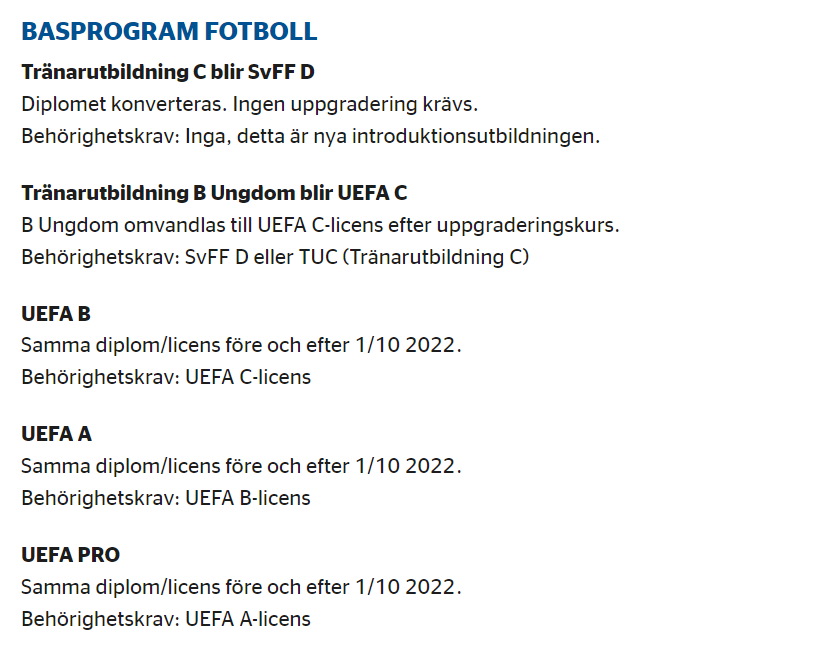 BASPROGRAM FOTBOLL
Tränarutbildning C blir SvFF D
Diplomet konverteras. Ingen uppgradering krävs.
Behörighetskrav: Inga, detta är nya introduktionsutbildningen.
Tränarutbildning B Ungdom blir UEFA C
B Ungdom omvandlas till UEFA C-licens efter uppgraderingskurs.
Behörighetskrav: SvFF D eller TUC (Tränarutbildning C)
UEFA B
Samma diplom/licens före och efter 1/10 2022.
Behörighetskrav: UEFA C-licens
UEFA A
Samma diplom/licens före och efter 1/10 2022.
Behörighetskrav: UEFA B-licens
UEFA PRO
Samma diplom/licens före och efter 1/10 2022.
Behörighetskrav: UEFA A-licens